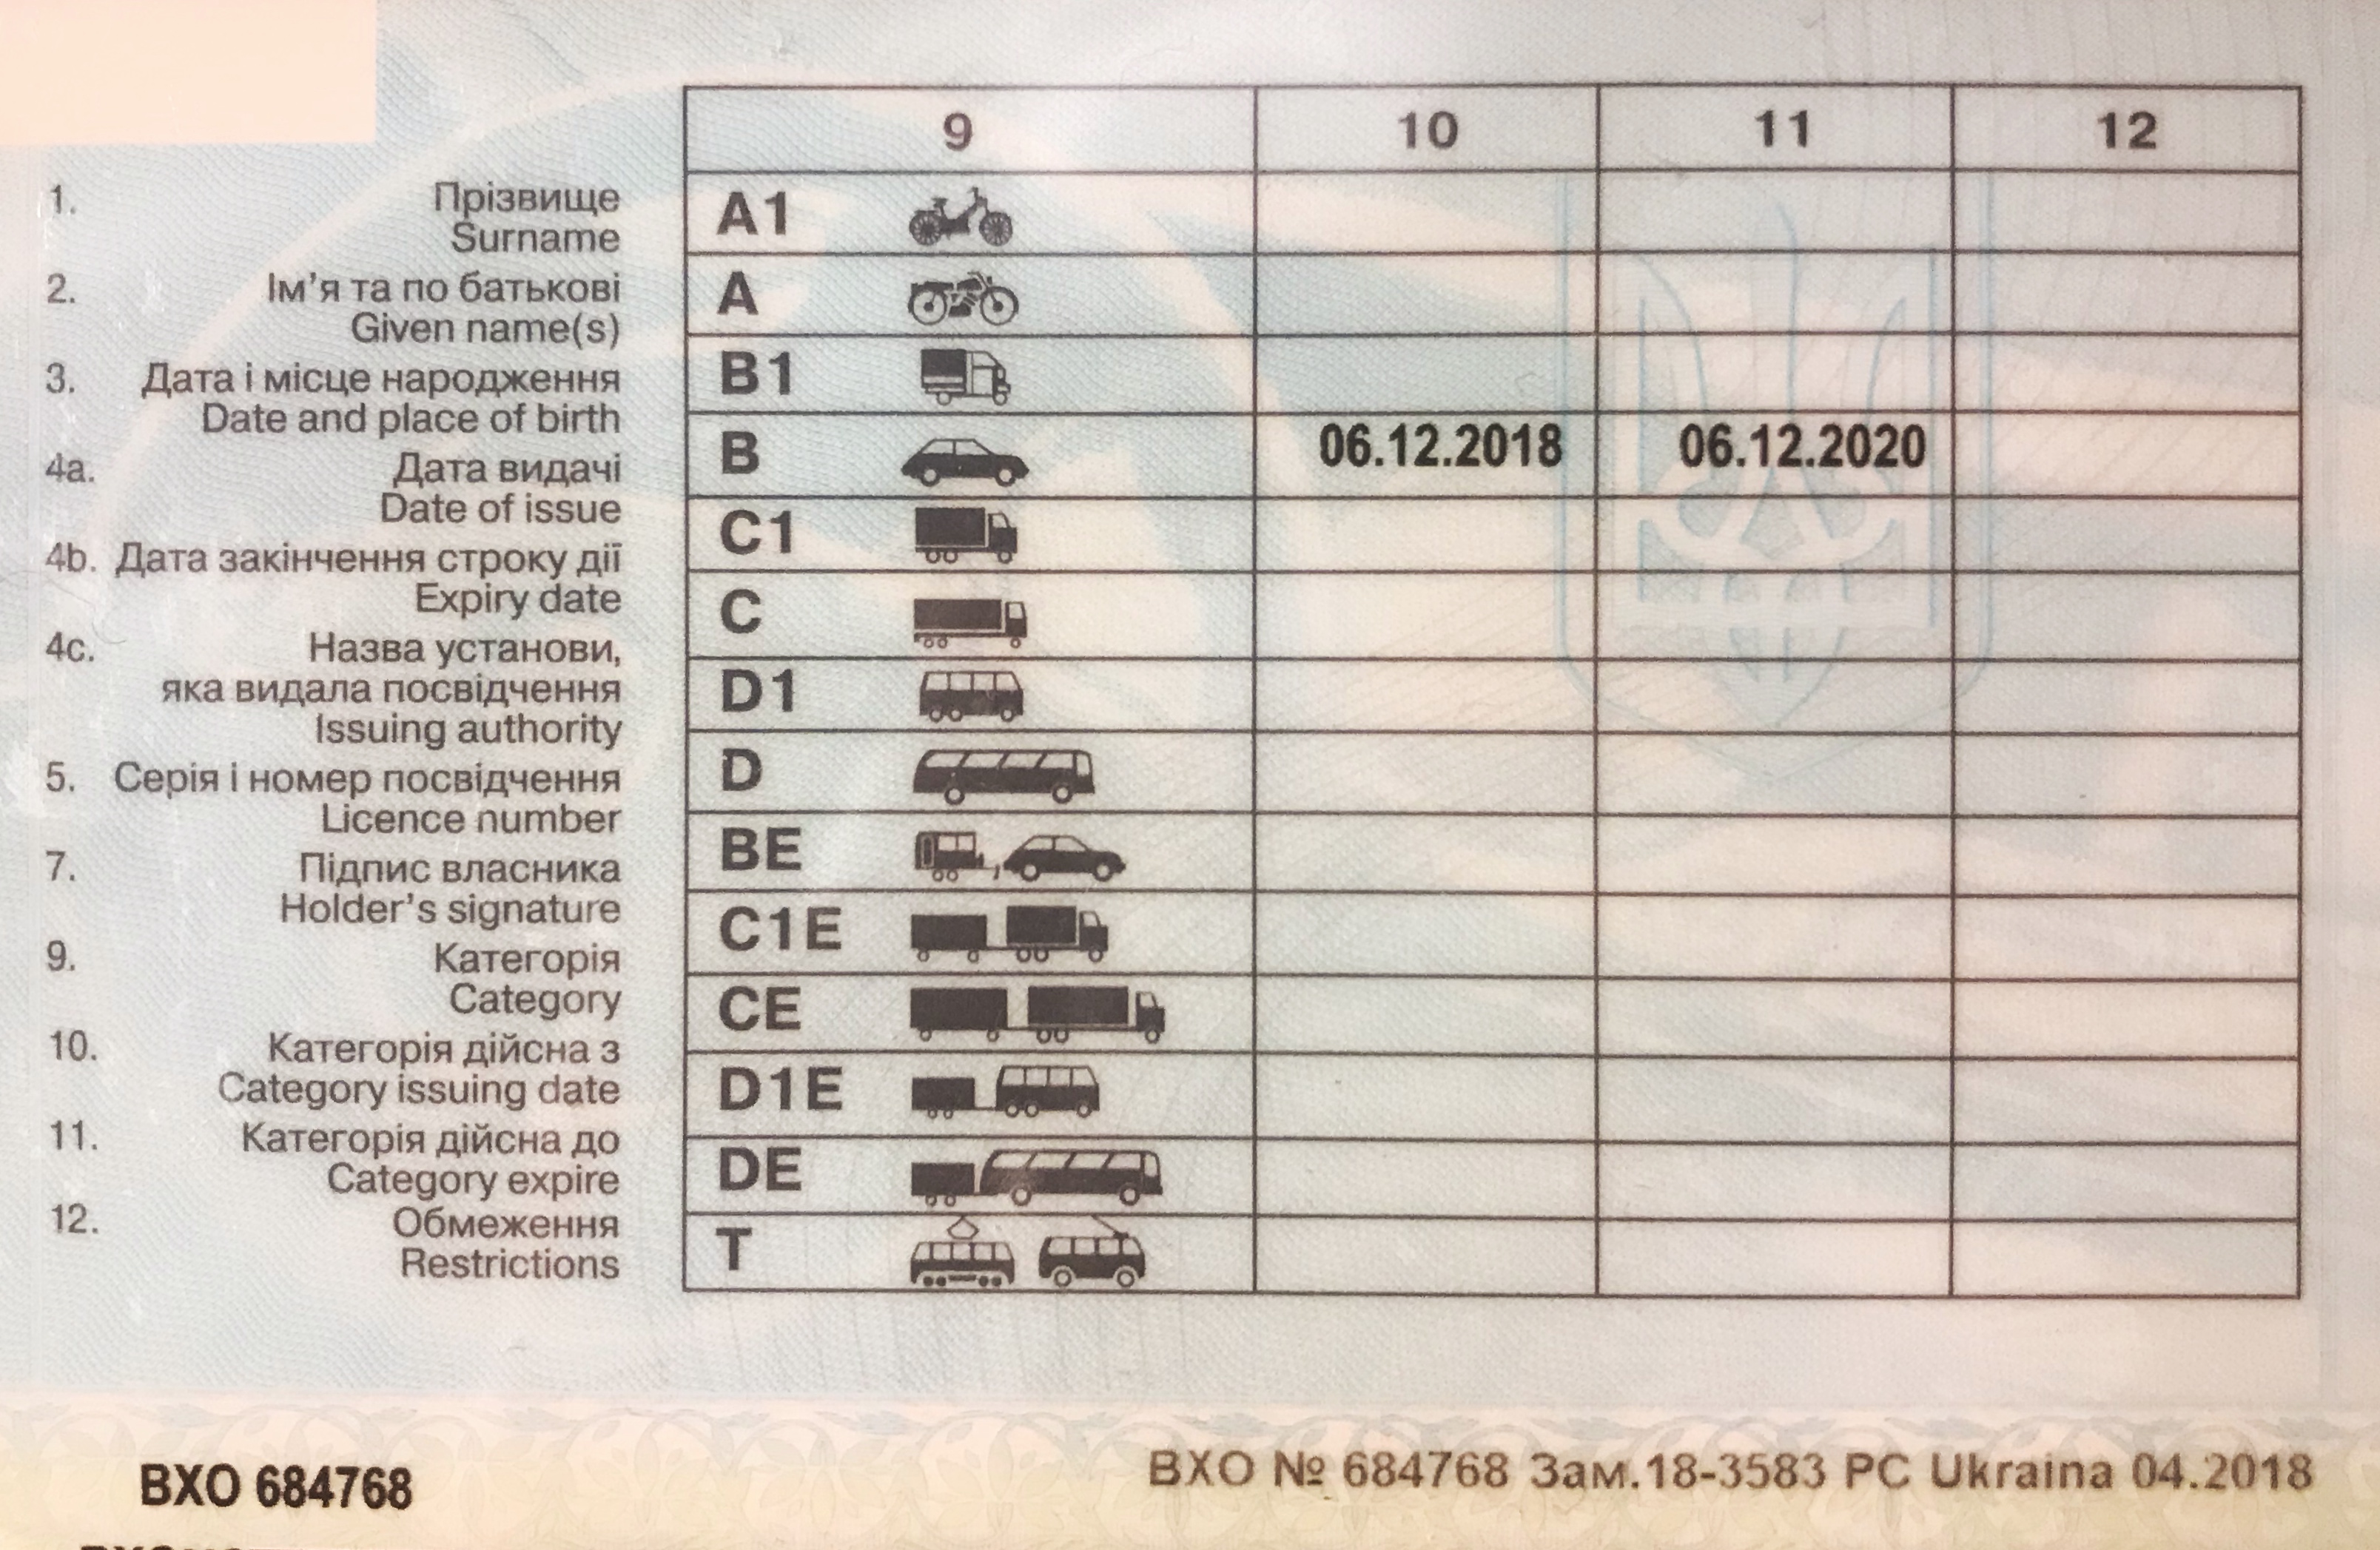 1. Прізвище
Surname
2. Ім'я та по батькові
Given name(s)
3. Дата і місце народження
Date and place of birth
4a. Дата видачі
Date of issue
4b. Дата закінчення строку дії
Expiry date
4c. Назва установи,
яка видала посвідчення
Issuing authority
5. Серія і номер посвідчення
Licence number
7. Підпис власника
Holder's signature
9. Категорія
Category
10. Категорія дійсна з
Category issuing date
11. Категорія дійсна до
Category expire
12. Обмеження
Restrictions
9 10 11 12
A1
A
B1
B 06.12.2018 06.12.2020
C1
C
D1
D
BE
C1E
CE
D1E
DE
T
ВХО 684768
ВХО № 684768 Зам.18-3583 РС Ukraina 04.2018